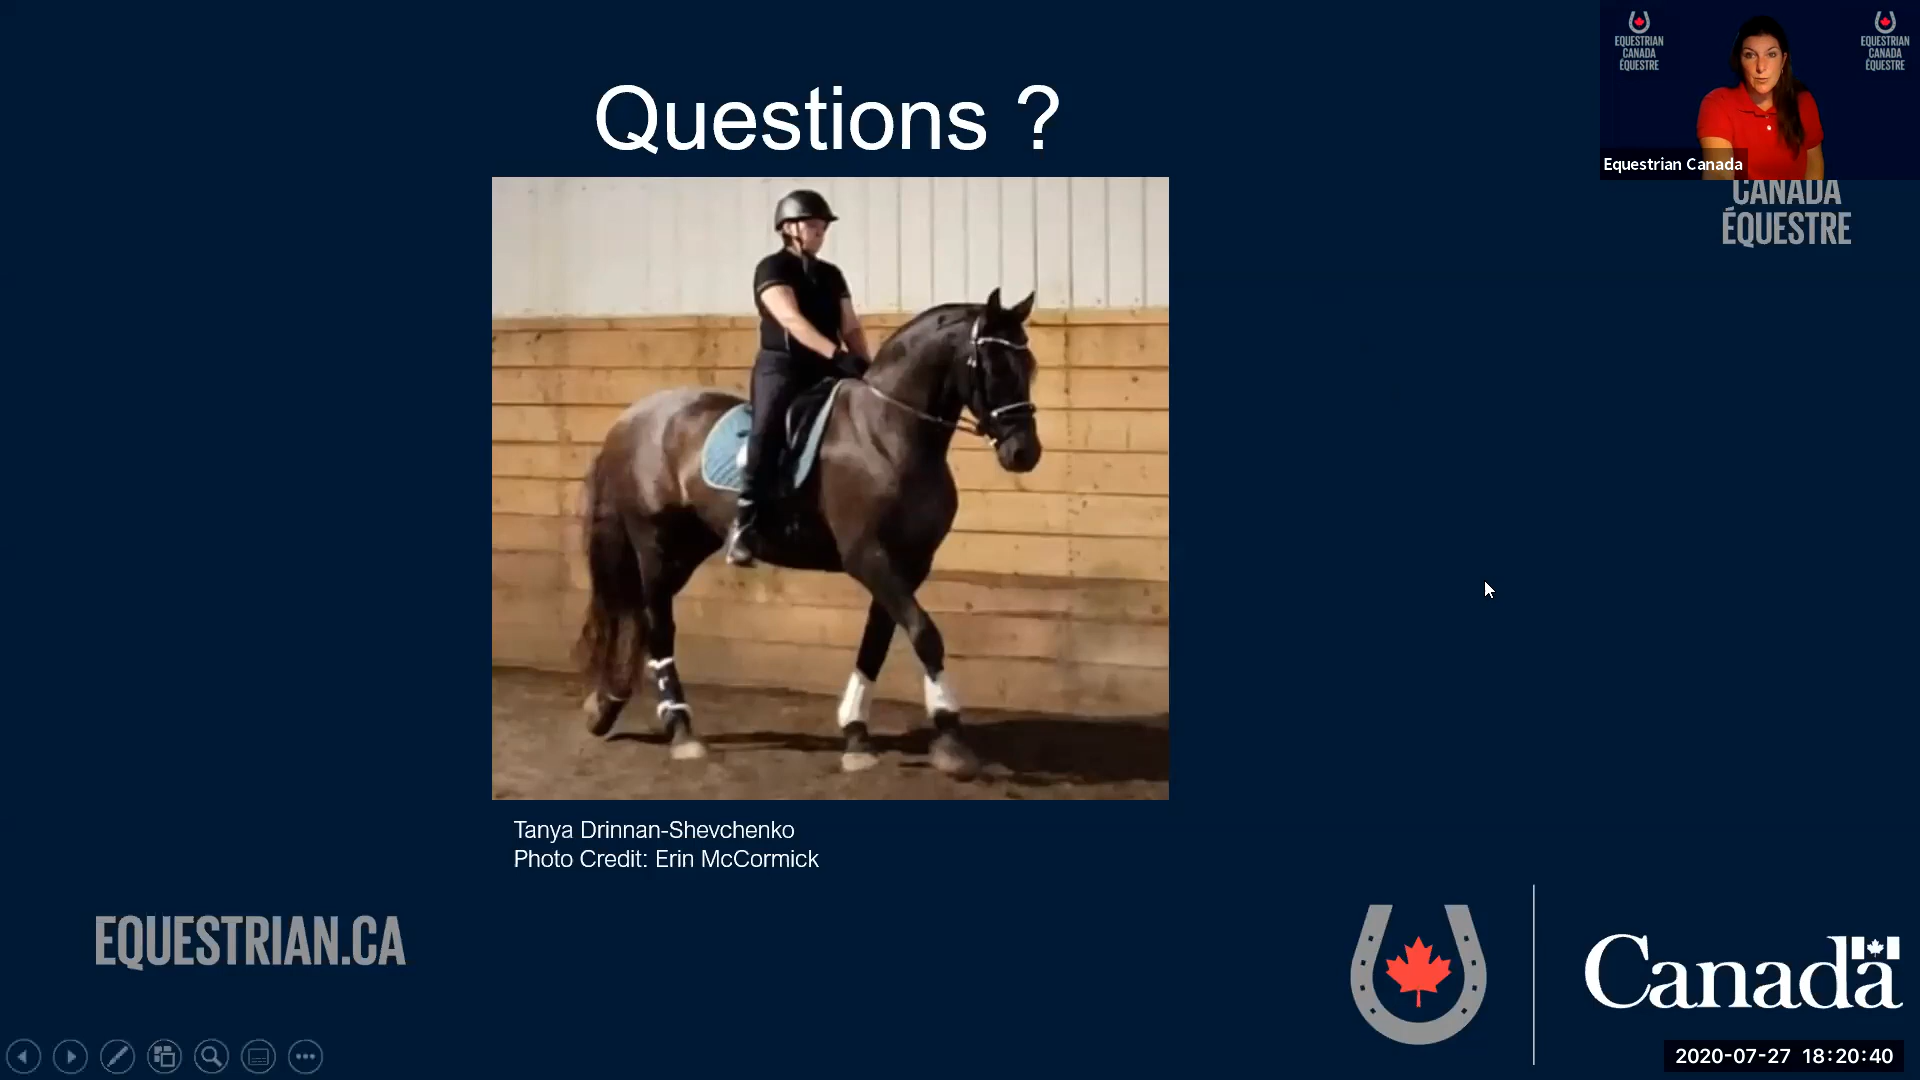 Questions ?
EQUESTRIAN
CANADA
ÉQUESTRE
EQUESTRIAN
CANADA
ÉQUESTRE
Equestrian Canada
CANADA
ÉQUESTRE
Tanya Drinnan-Shevchenko
Photo Credit: Erin McCormick
EQUESTRIAN.CA
Canada
2020-07-27 18:20:40